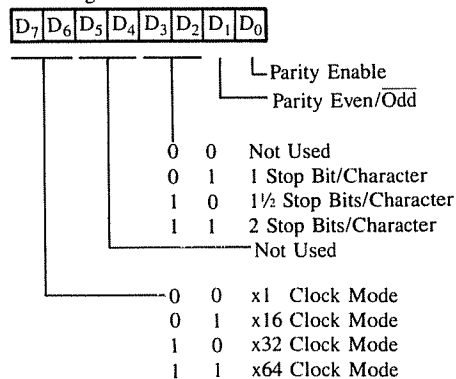 D7 D6 D5 D4 D3 D2 D1 D0
Parity Enable
Parity Even/O̅d̅d̅
0 0 Not Used
0 1 1 Stop Bit/Character
1 0 1½ Stop Bits/Character
1 1 2 Stop Bits/Character
Not Used
0 0 x1 Clock Mode
0 1 x16 Clock Mode
1 0 x32 Clock Mode
1 1 x64 Clock Mode